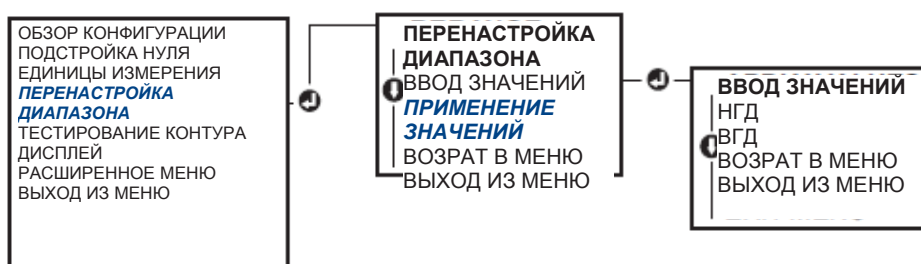 ОБЗОР КОНФИГУРАЦИИ
ПОДСТРОЙКА НУЛЯ
ЕДИНИЦЫ ИЗМЕРЕНИЯ
ПЕРЕНАСТРОЙКА
ДИАПАЗОНА
ТЕСТИРОВАНИЕ КОНТУРА
ДИСПЛЕЙ
РАСШИРЕННОЕ МЕНЮ
ВЫХОД ИЗ МЕНЮ
ПЕРЕНАСТРОЙКА
ДИАПАЗОНА
ВВОД ЗНАЧЕНИЙ
ПРИМЕНЕНИЕ
ЗНАЧЕНИЙ
ВОЗРАТ В МЕНЮ
ВЫХОД ИЗ МЕНЮ
ВВОД ЗНАЧЕНИЙ
НГД
ВГД
ВОЗРАТ В МЕНЮ
ВЫХОД ИЗ МЕНЮ